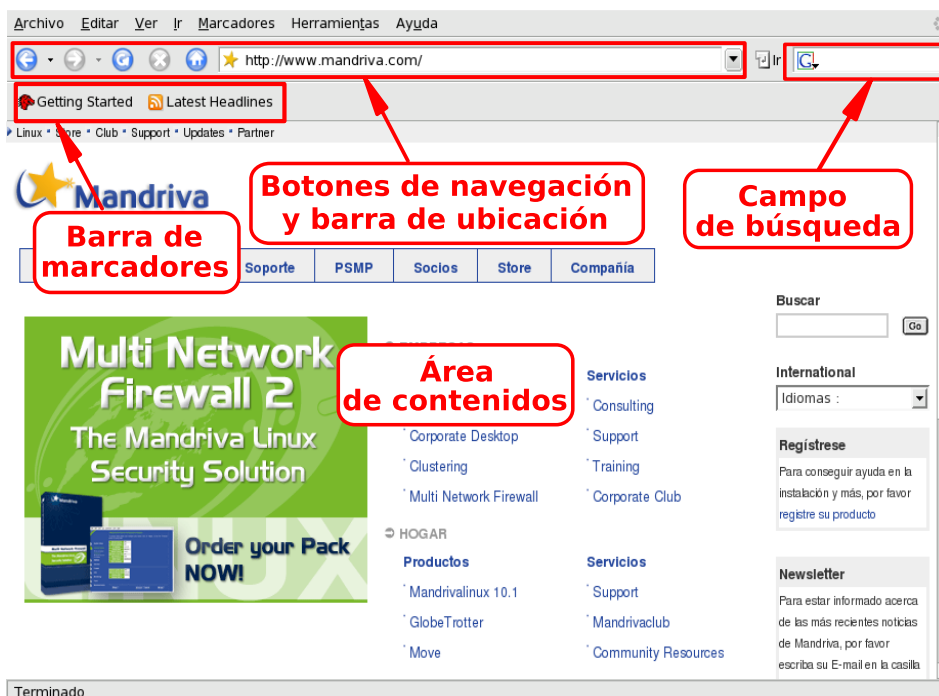 Archivo Editar Ver Ir Marcadores Herramientas Ayuda
http://www.mandriva.com/
Ir
G
Getting Started Latest Headlines
Linux Store Club Support Updates Partner
Mandriva
Botones de navegación
y barra de ubicación
Campo
de búsqueda
Barra de
marcadores
Soporte PSMP Socios Store Compañía
Buscar
Go
Multi Network
Firewall 2
The Mandriva Linux
Security Solution
Order your Pack
NOW!
LINUX
Área
de contenidos
Servicios
Consulting
Corporate Desktop
Support
Clustering
Training
Multi Network Firewall
Corporate Club
HOGAR
Productos
Servicios
Mandrivalinux 10.1
Support
GlobeTrotter
Mandrivaclub
Move
Community Resources
International
Idiomas :
Regístrese
Para conseguir ayuda en la
instalación y más, por favor
registre su producto
Newsletter
Para estar informado acerca
de las más recientes noticias
de Mandriva, por favor
escriba su E-mail en la casilla
Terminado